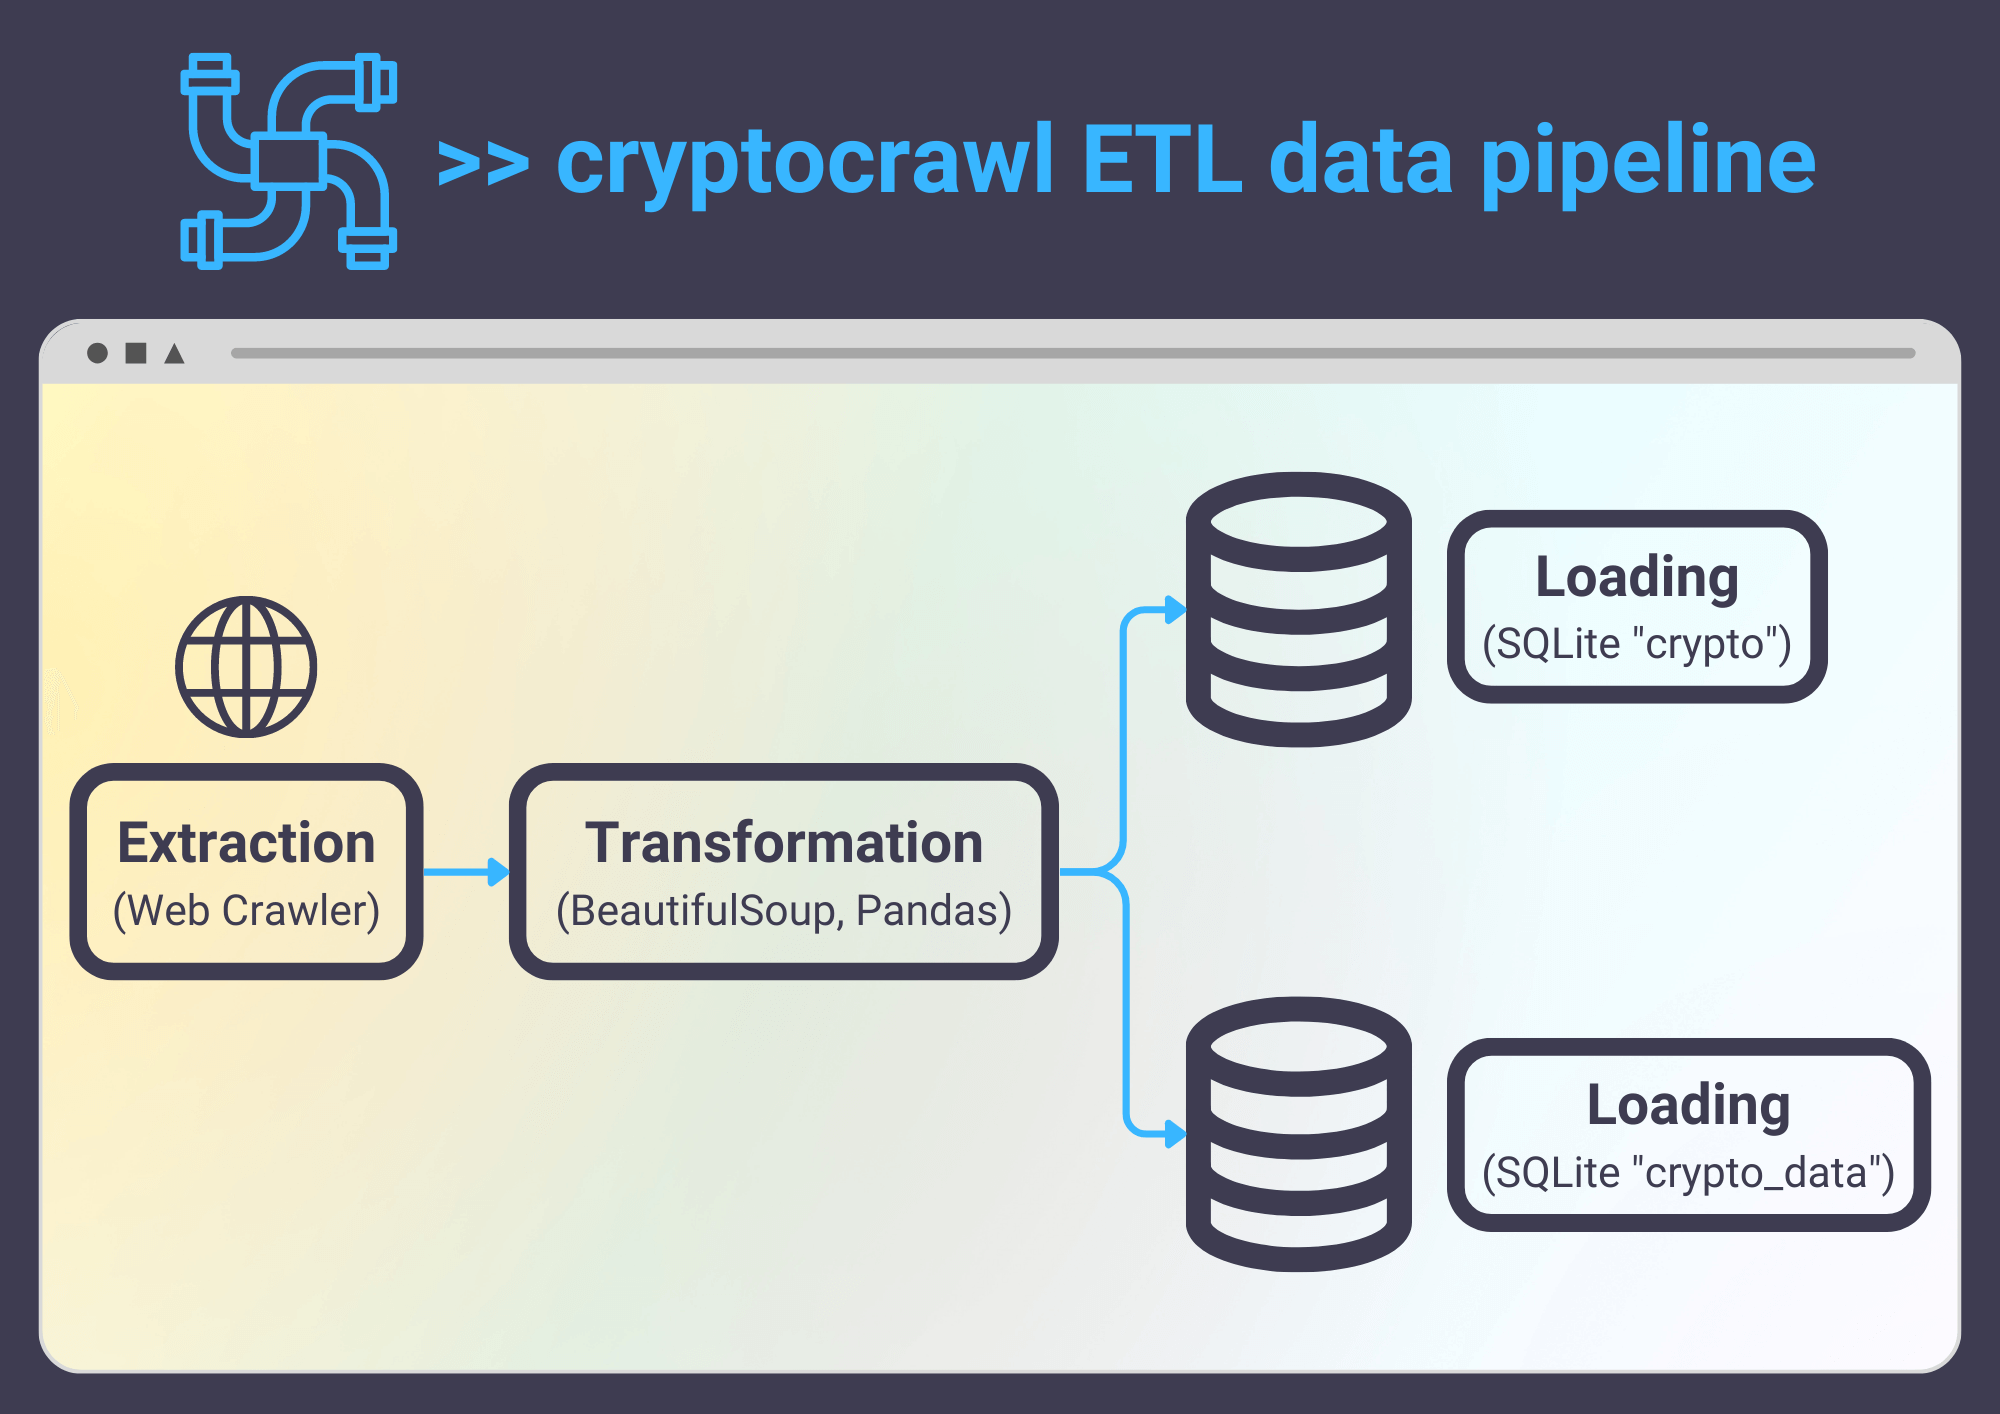 >> cryptocrawl ETL data pipeline
Extraction
(Web Crawler)
Transformation
(BeautifulSoup, Pandas)
Loading
(SQLite "crypto")
Loading
(SQLite "crypto_data")